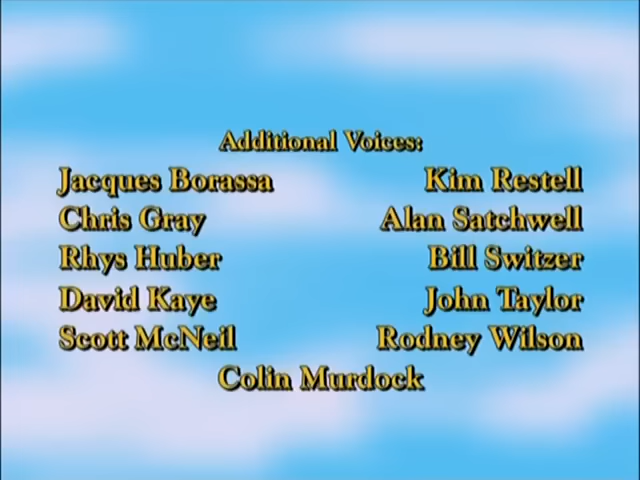 Additional Voices:
Jacques Borassa Kim Restell
Chris Gray Alan Satchwell
Rhys Huber Bill Switzer
David Kaye John Taylor
Scott McNeil Rodney Wilson
Colin Murdock